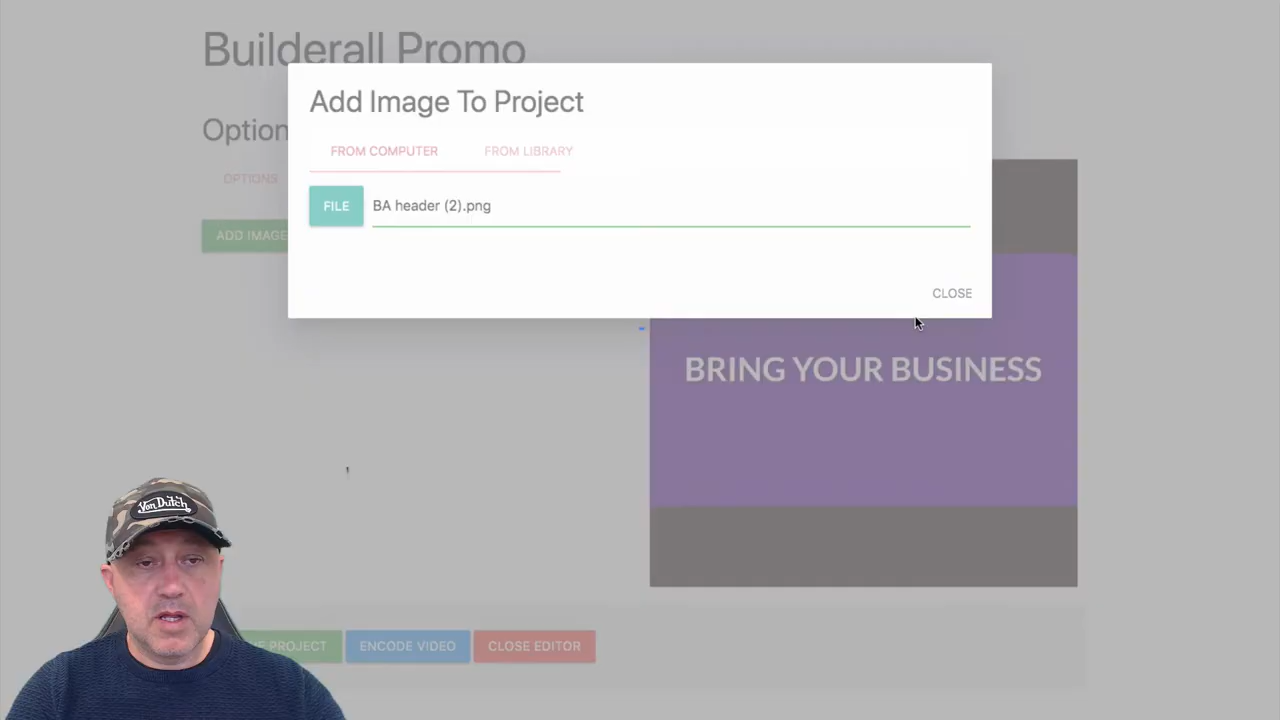 Builderall Promo
Add Image To Project
Option
FROM COMPUTER FROM LIBRARY
OPTIONS
FILE BA header (2).png
ADD IMAGE
CLOSE
BRING YOUR BUSINESS
Von Dutch
PROJECT ENCODE VIDEO CLOSE EDITOR